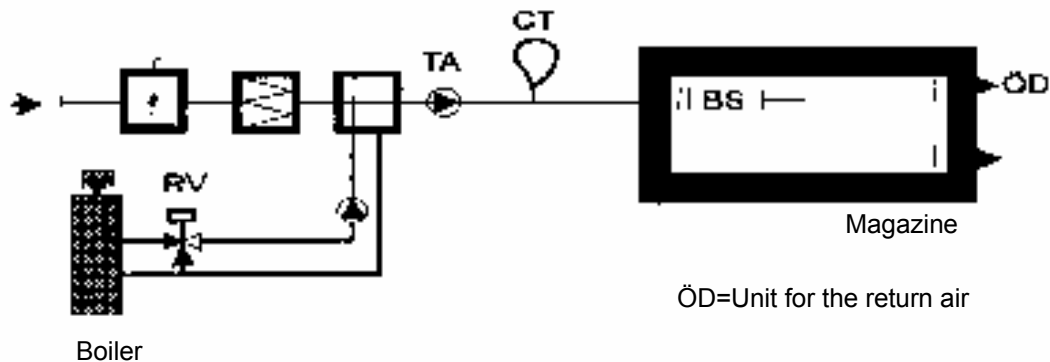 CT
TA
ÖD
BS
RV
Magazine
ÖD=Unit for the return air
Boiler